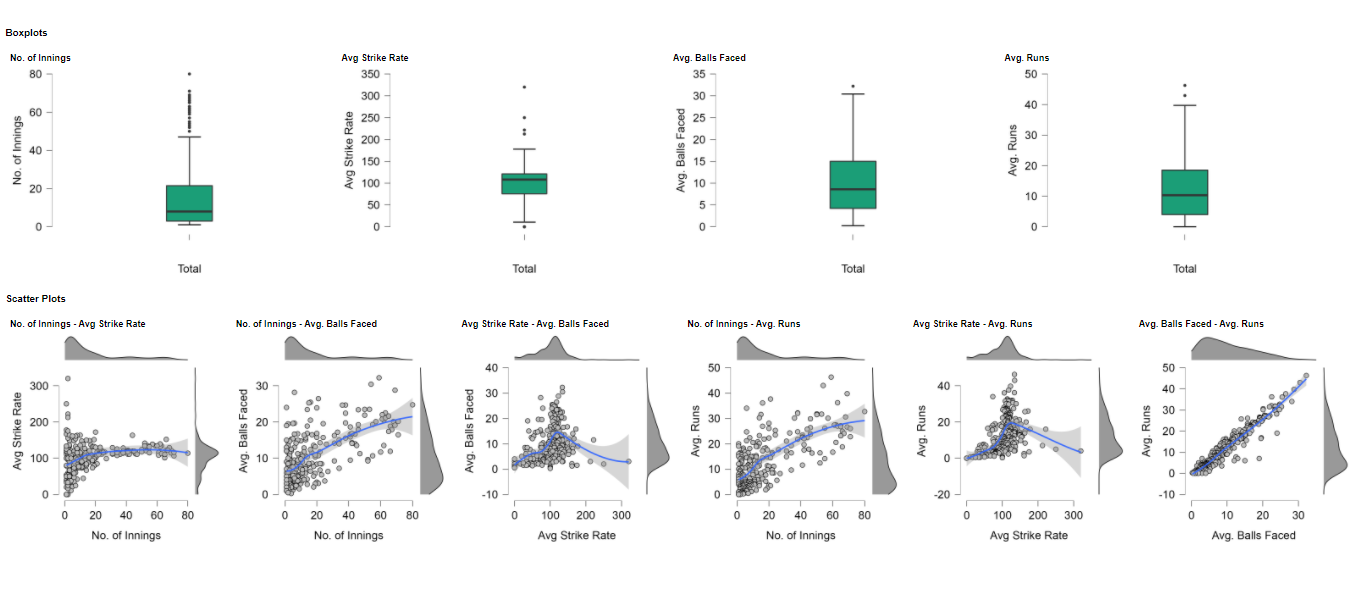 Boxplots
No. of Innings
Avg Strike Rate
Avg. Balls Faced
Avg. Runs
No. of Innings
80
60
40
20
0
Total
Avg Strike Rate
350
300
250
200
150
100
50
0
Total
Avg. Balls Faced
35
30
25
20
15
10
5
0
Total
Avg. Runs
50
40
30
20
10
0
Total
Scatter Plots
No. of Innings - Avg Strike Rate
No. of Innings - Avg. Balls Faced
Avg Strike Rate - Avg. Balls Faced
No. of Innings - Avg. Runs
Avg Strike Rate - Avg. Runs
Avg. Balls Faced - Avg. Runs
Avg Strike Rate
300
200
100
0
0 20 40 60 80
No. of Innings
Avg. Balls Faced
30
20
10
0
0 20 40 60 80
No. of Innings
Avg. Balls Faced
40
30
20
10
0
-10
0 100 200 300
Avg Strike Rate
Avg. Runs
50
40
30
20
10
0
0 20 40 60 80
No. of Innings
Avg. Runs
40
20
0
-20
0 100 200 300
Avg Strike Rate
Avg. Runs
50
40
30
20
10
0
-10
0 10 20 30
Avg. Balls Faced